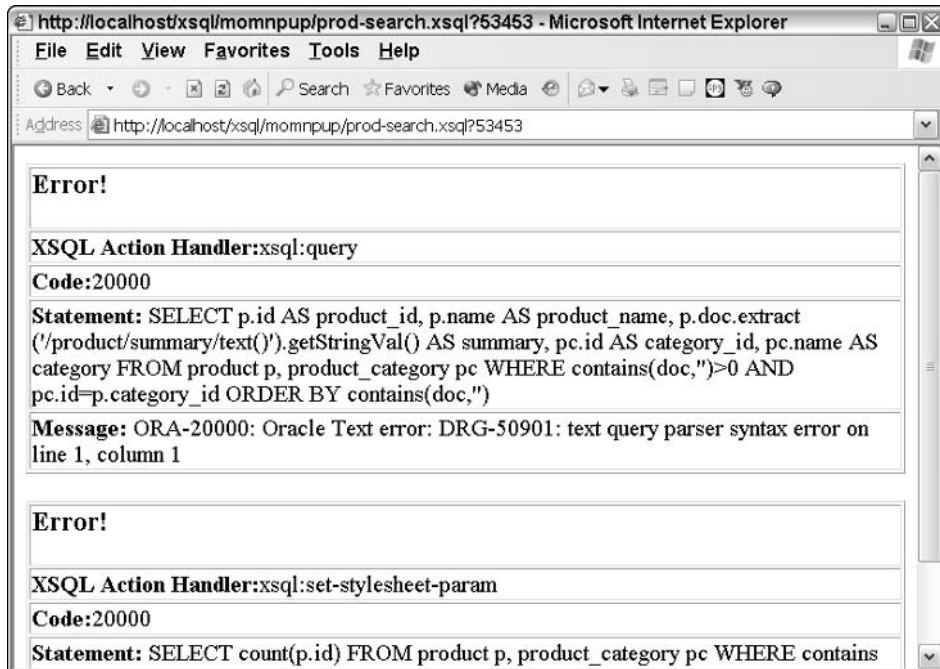 http://localhost/xsql/momnpup/prod-search.xsql?53453 - Microsoft Internet Explorer
File Edit View Favorites Tools Help
Back Search Favorites Media
Address http://localhost/xsql/momnpup/prod-search.xsql?53453
Error!
XSQL Action Handler:xsql:query
Code:20000
Statement: SELECT p.id AS product_id, p.name AS product_name, p.doc.extract
('/product/summary/text()').getStringVal() AS summary, pc.id AS category_id, pc.name AS
category FROM product p, product_category pc WHERE contains(doc,'')>0 AND
pc.id=p.category_id ORDER BY contains(doc,'')
Message: ORA-20000: Oracle Text error: DRG-50901: text query parser syntax error on
line 1, column 1
Error!
XSQL Action Handler:xsql:set-stylesheet-param
Code:20000
Statement: SELECT count(p.id) FROM product p, product_category pc WHERE contains